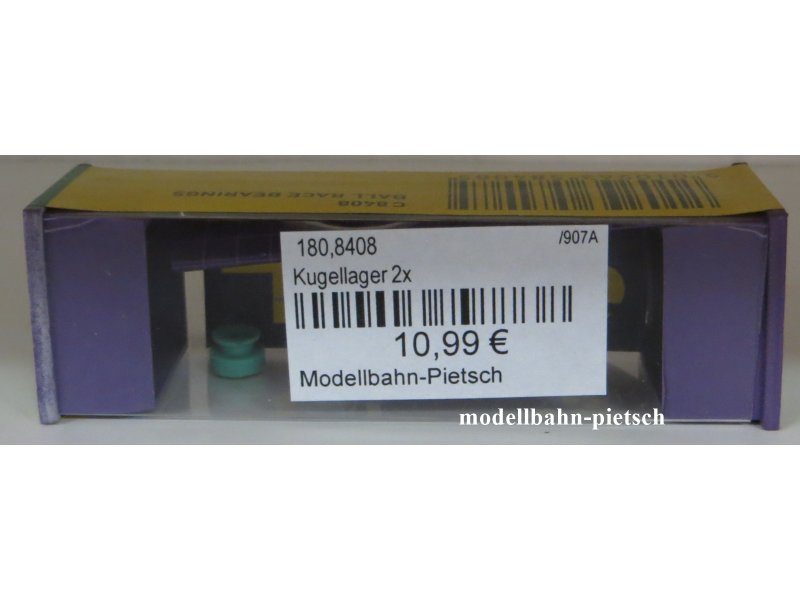 C 8408
BALL RACE BEARINGS
180,8408
/907A
Kugellager 2x
10,99 €
Modellbahn-Pietsch
modellbahn-pietsch